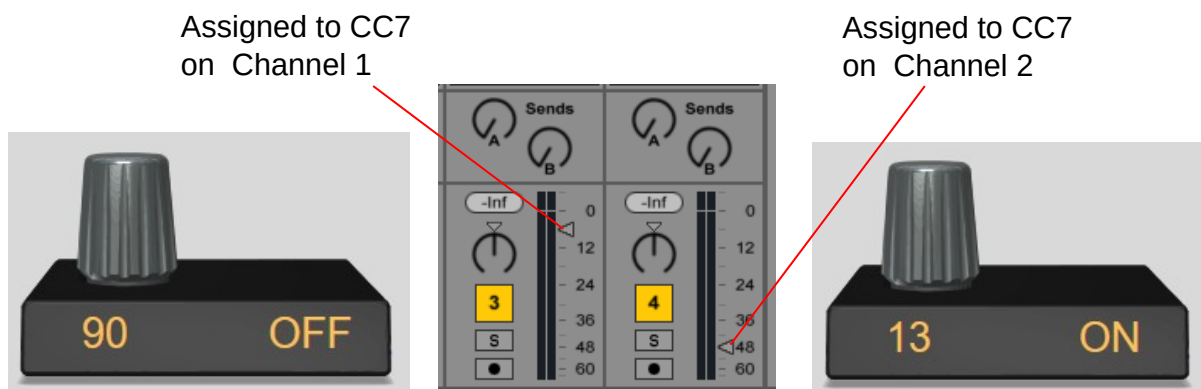 Assigned to CC7
on Channel 1
Assigned to CC7
on Channel 2
90 OFF
A Sends
B
-Inf
0
12
24
3
36
S
48
60
A Sends
B
-Inf
0
12
24
4
36
S
48
60
13 ON